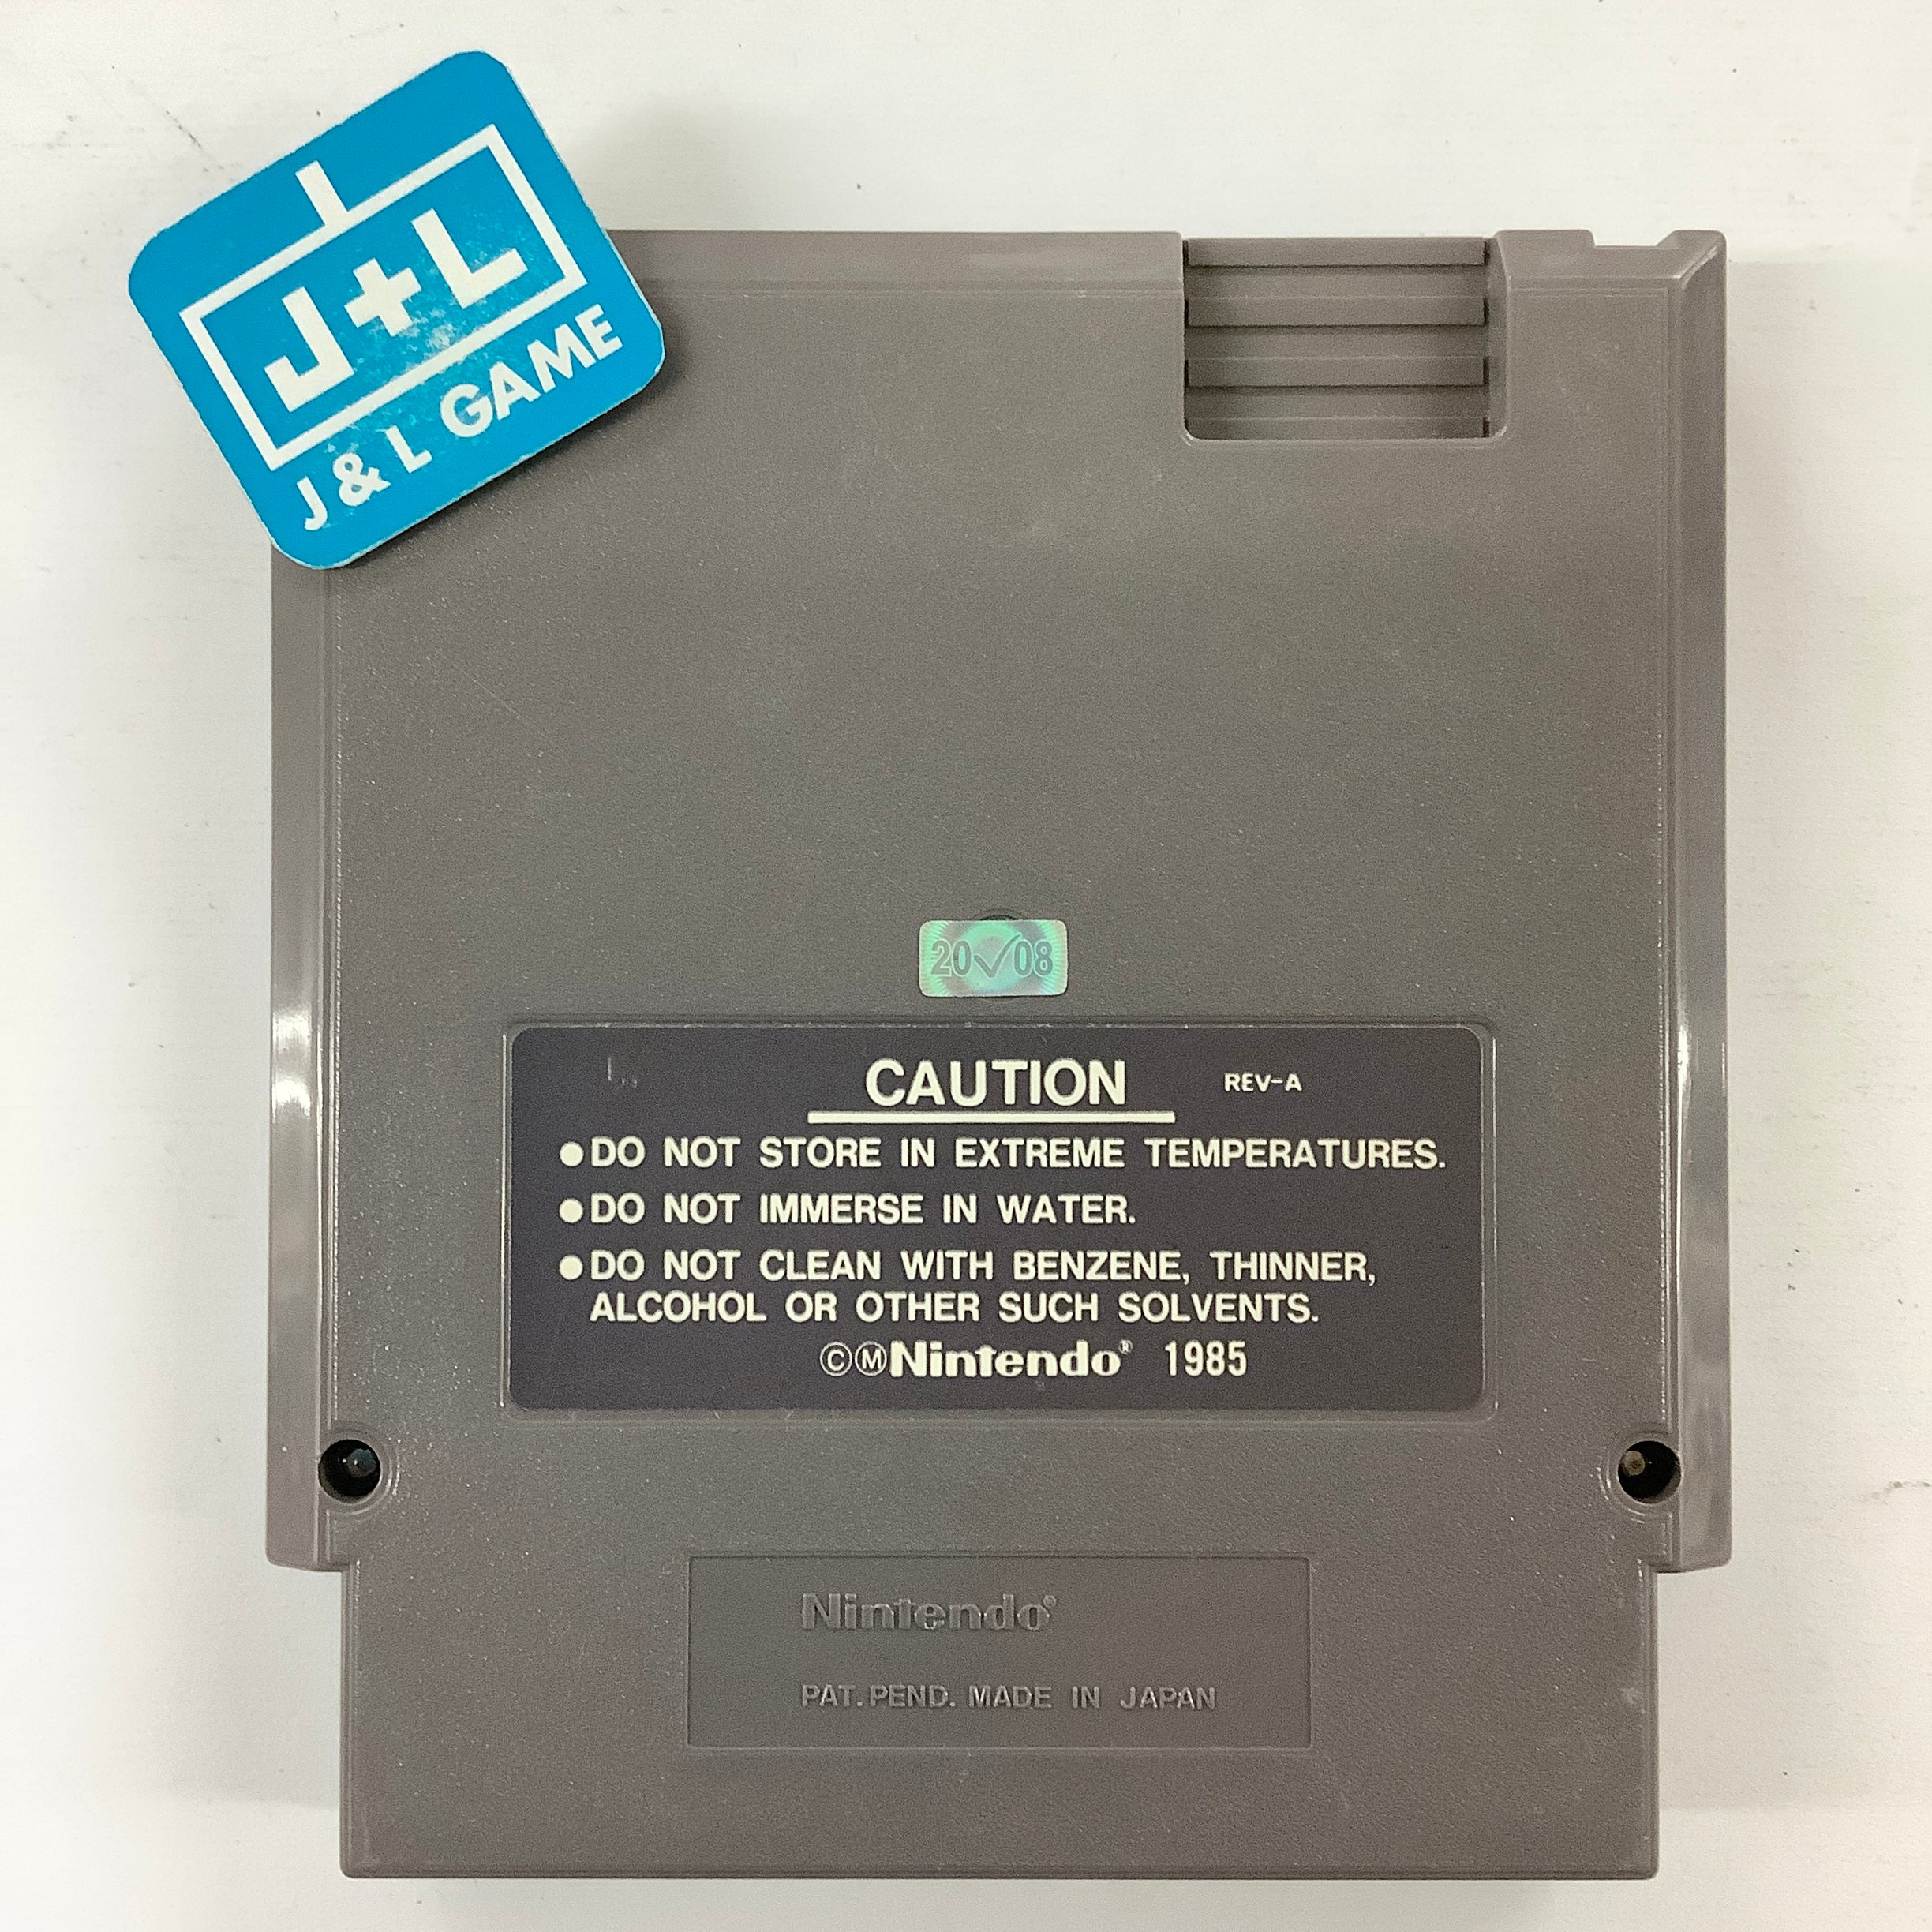 J+L
J & L GAME
20✓08
CAUTION REV-A
●DO NOT STORE IN EXTREME TEMPERATURES.
●DO NOT IMMERSE IN WATER.
●DO NOT CLEAN WITH BENZENE, THINNER,
ALCOHOL OR OTHER SUCH SOLVENTS.
ⒸⓂNintendo® 1985
Nintendo®
PAT.PEND. MADE IN JAPAN